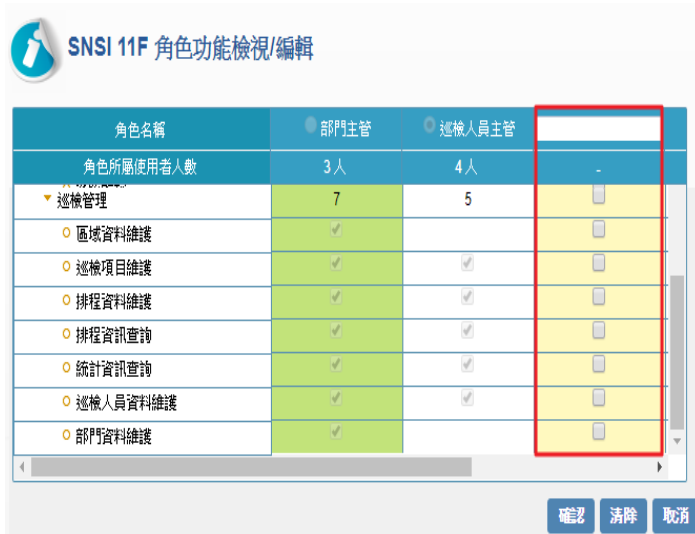 SNSI 11F 角色功能檢視/編輯
角色名稱 部門主管 巡檢人員主管
角色所屬使用者人數 3人 4人 -
巡檢管理 7 5
區域資料維護
巡檢項目維護
排程資料維護
排程資訊查詢
統計資訊查詢
巡檢人員資料維護
部門資料維護
確認 清除 取消